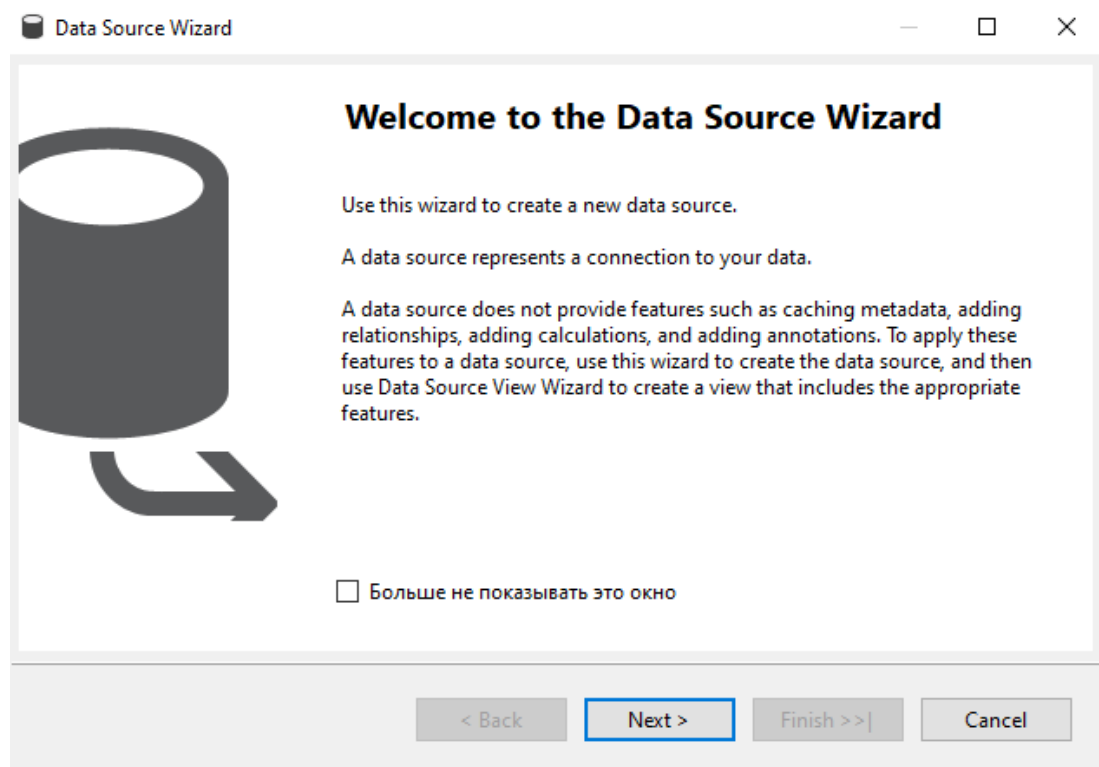 Data Source Wizard
Welcome to the Data Source Wizard
Use this wizard to create a new data source.
A data source represents a connection to your data.
A data source does not provide features such as caching metadata, adding
relationships, adding calculations, and adding annotations. To apply these
features to a data source, use this wizard to create the data source, and then
use Data Source View Wizard to create a view that includes the appropriate
features.
Больше не показывать это окно
< Back Next > Finish >>| Cancel